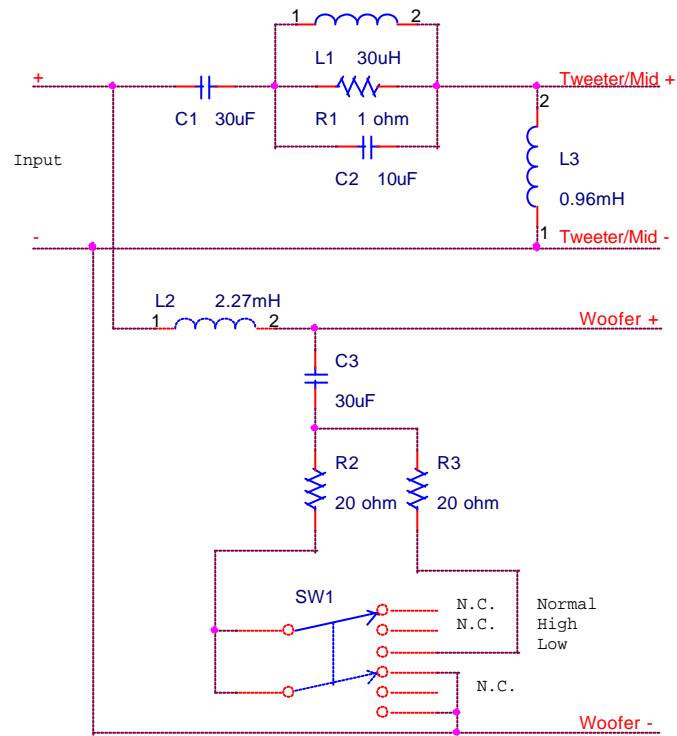 1 2
L1 30uH
+
Tweeter/Mid +
C1 30uF
R1 1 ohm
2
Input
C2 10uF
L3
0.96mH
-
1
Tweeter/Mid -
L2 2.27mH
1 2
Woofer +
C3
30uF
R2
20 ohm
R3
20 ohm
SW1
N.C. Normal
N.C. High
Low
N.C.
Woofer -